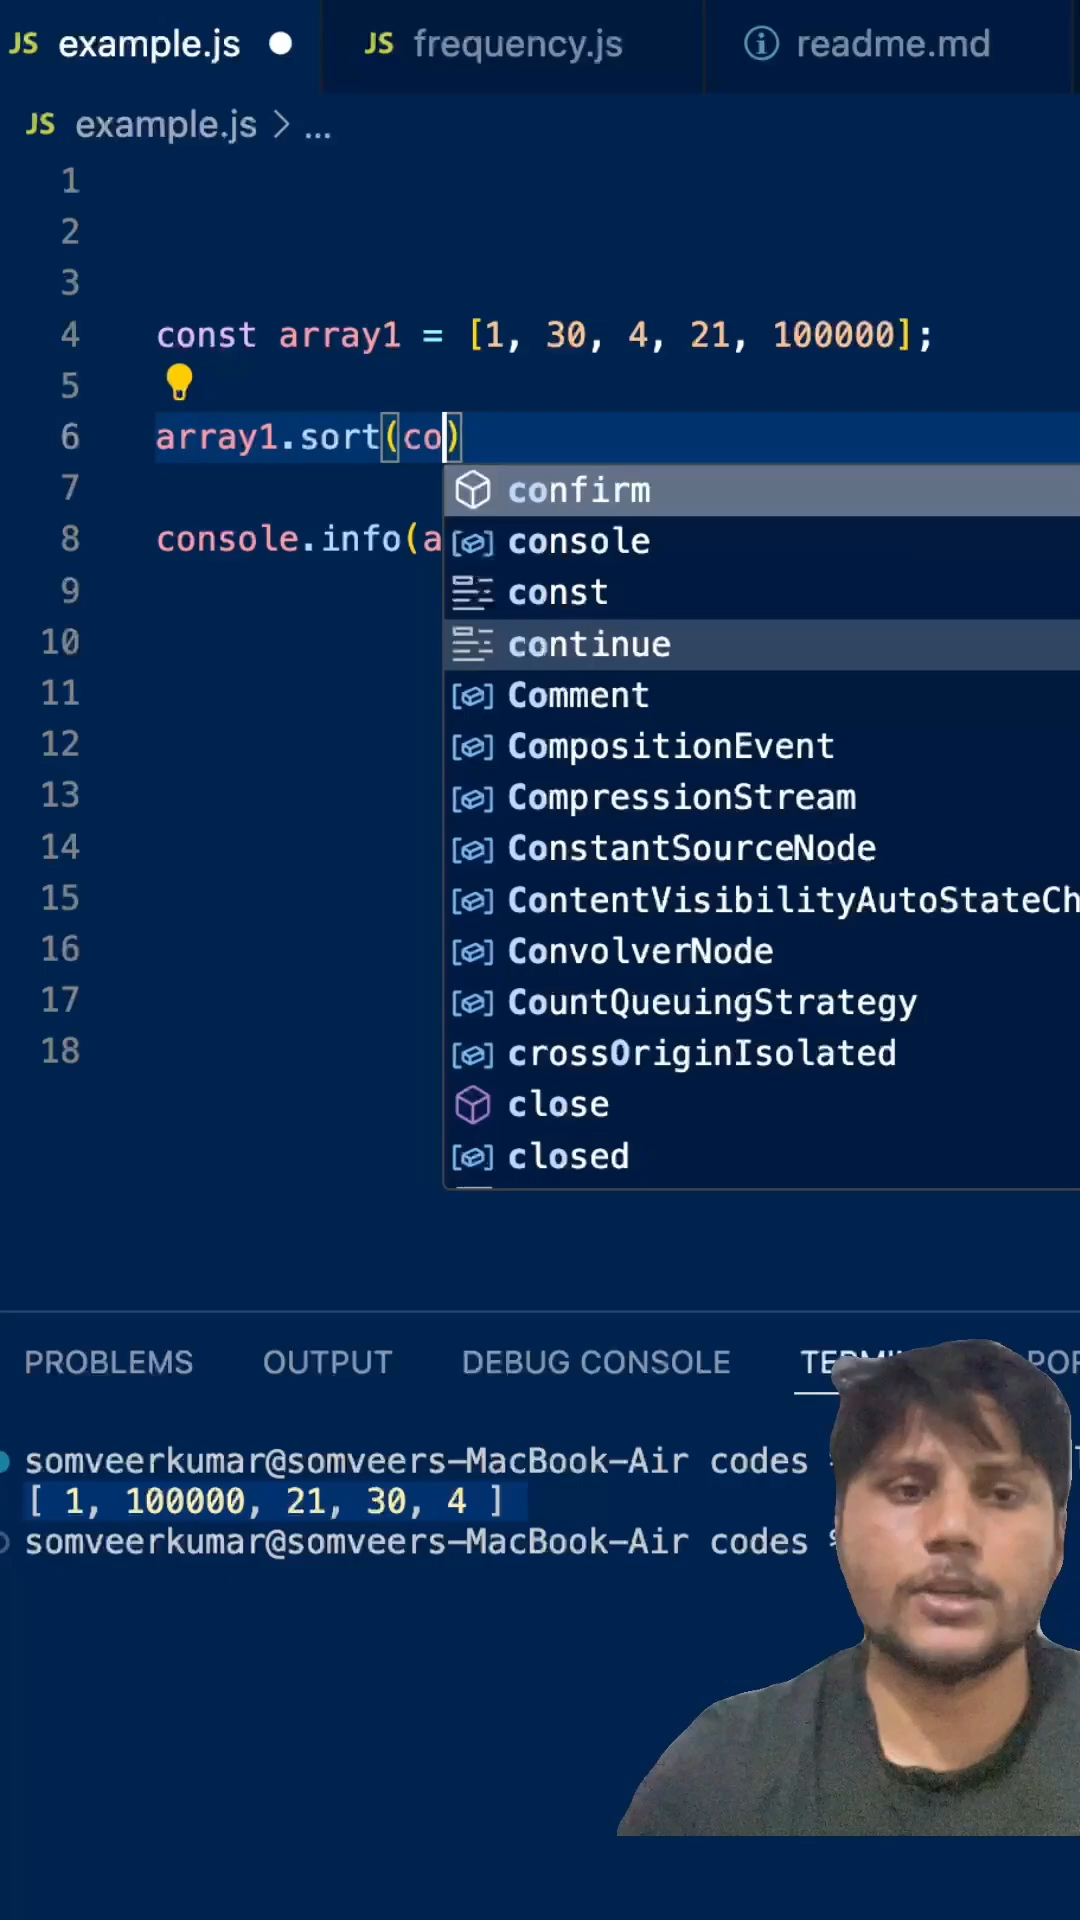 JS example.js JS frequency.js readme.md
JS example.js > ...
1
2
3
4 const array1 = [1, 30, 4, 21, 100000];
5
6 array1.sort(co)
7
8 console.info(a
9
10
11
12
13
14
15
16
17
18
confirm
console
const
continue
Comment
CompositionEvent
CompressionStream
ConstantSourceNode
ContentVisibilityAutoStateCh
ConvolverNode
CountQueuingStrategy
crossOriginIsolated
close
closed
PROBLEMS OUTPUT DEBUG CONSOLE
somveerkumar@somveers-MacBook-Air codes %
[ 1, 100000, 21, 30, 4 ]
somveerkumar@somveers-MacBook-Air codes %